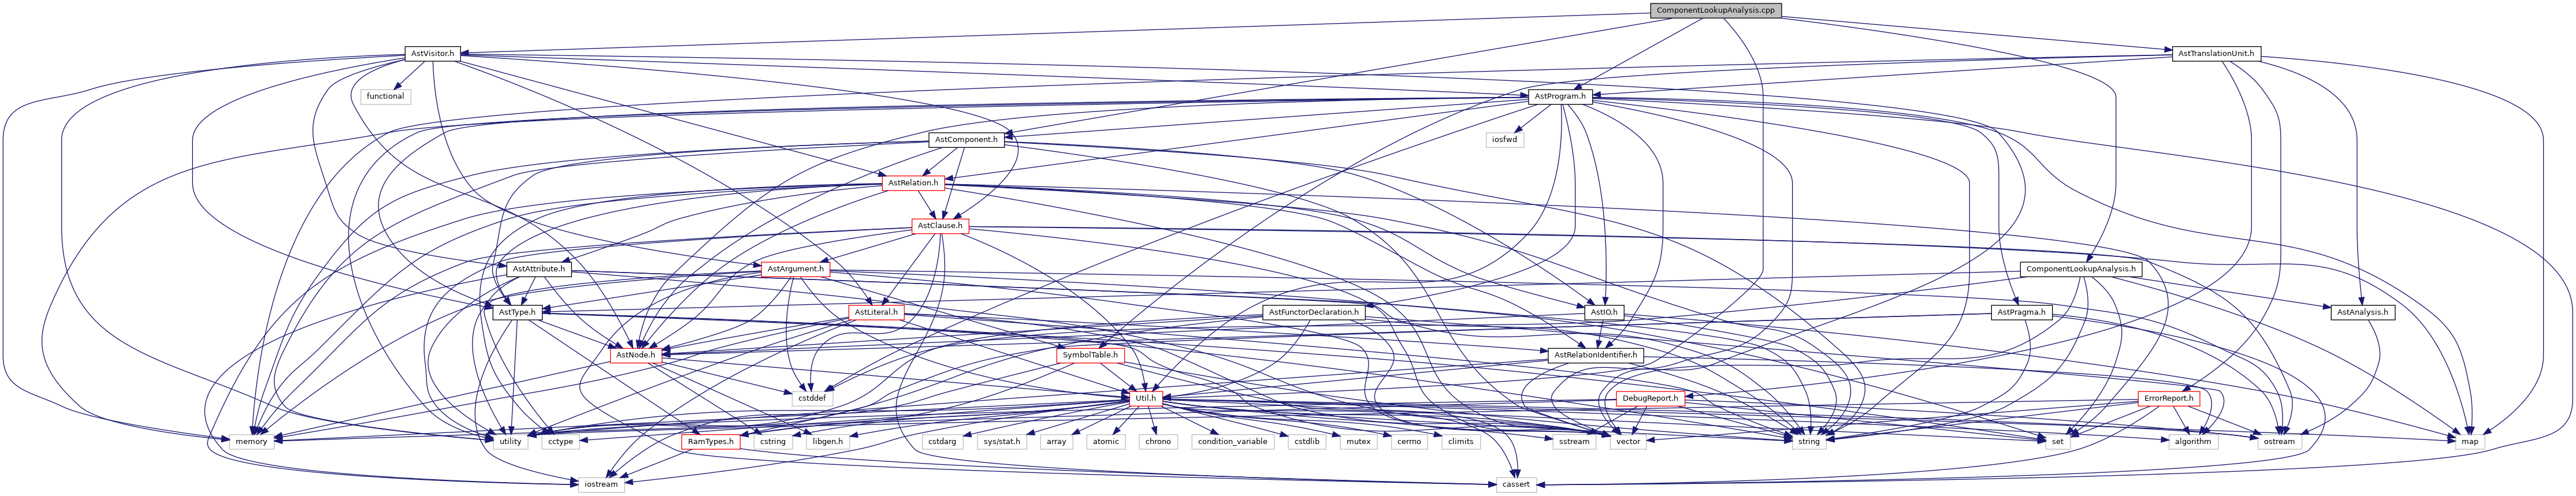 ComponentLookupAnalysis.cpp
AstVisitor.h
AstTranslationUnit.h
functional
AstProgram.h
AstComponent.h
iosfwd
AstRelation.h
AstClause.h
AstAttribute.h
AstArgument.h
ComponentLookupAnalysis.h
AstType.h
AstLiteral.h
AstFunctorDeclaration.h
AstIO.h
AstPragma.h
AstAnalysis.h
AstNode.h
SymbolTable.h
AstRelationIdentifier.h
cstddef
Util.h
DebugReport.h
ErrorReport.h
memory
utility
cctype
RamTypes.h
cstring
libgen.h
cstdarg
sys/stat.h
array
atomic
chrono
condition_variable
cstdlib
mutex
cerrno
climits
sstream
vector
string
set
algorithm
ostream
map
iostream
cassert